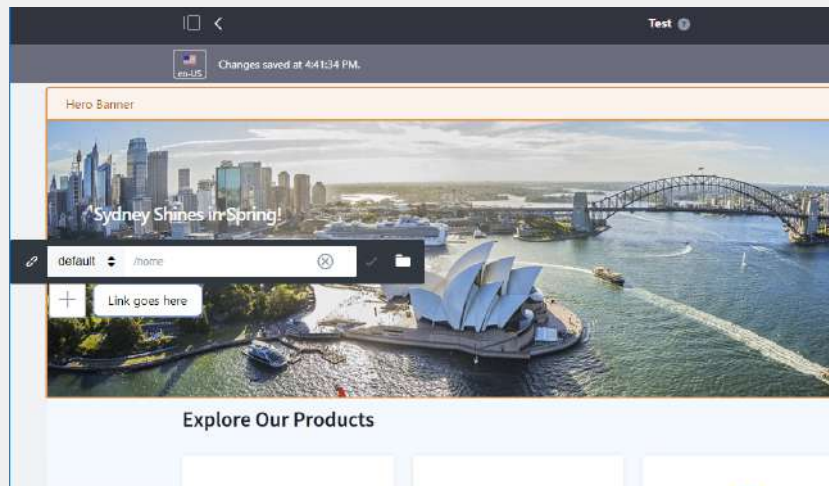 Test
en-US
Changes saved at 4:41:34 PM.
Hero Banner
Sydney Shines in Spring!
default
/home
Link goes here
Explore Our Products